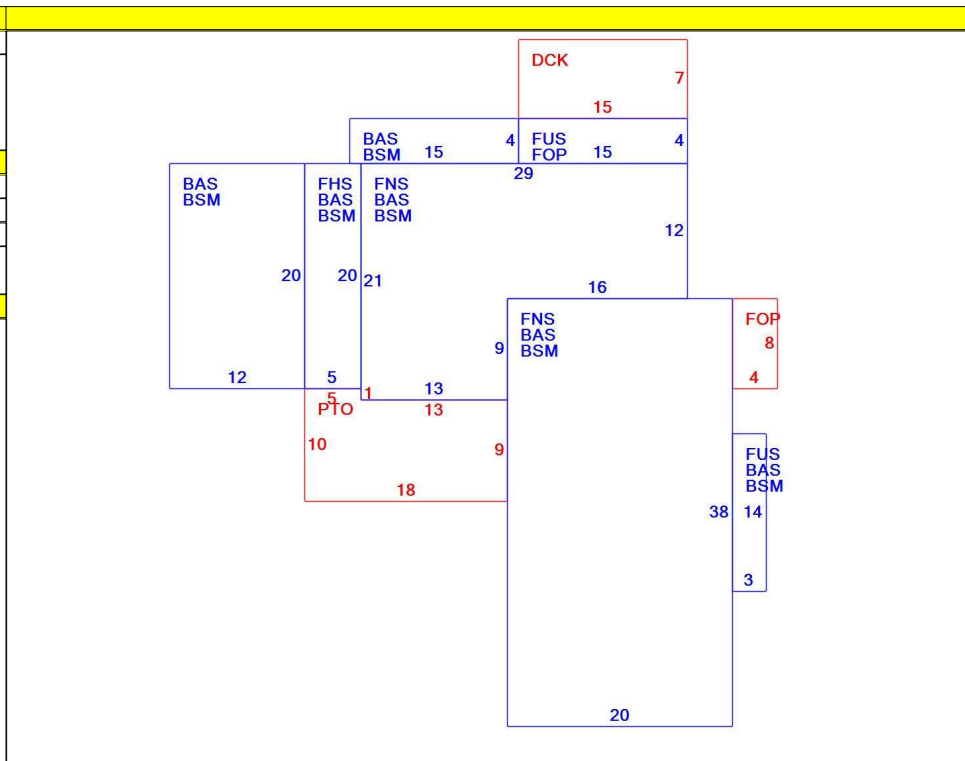 DCK
7
15
BAS
BSM
15
4
FUS
FOP
15
4
29
BAS
BSM
FHS
BAS
BSM
FNS
BAS
BSM
12
20
20
21
16
FNS
BAS
BSM
9
FOP
8
4
12
5
13
5
1
PTO
13
10
9
18
FUS
BAS
BSM
38
14
3
20